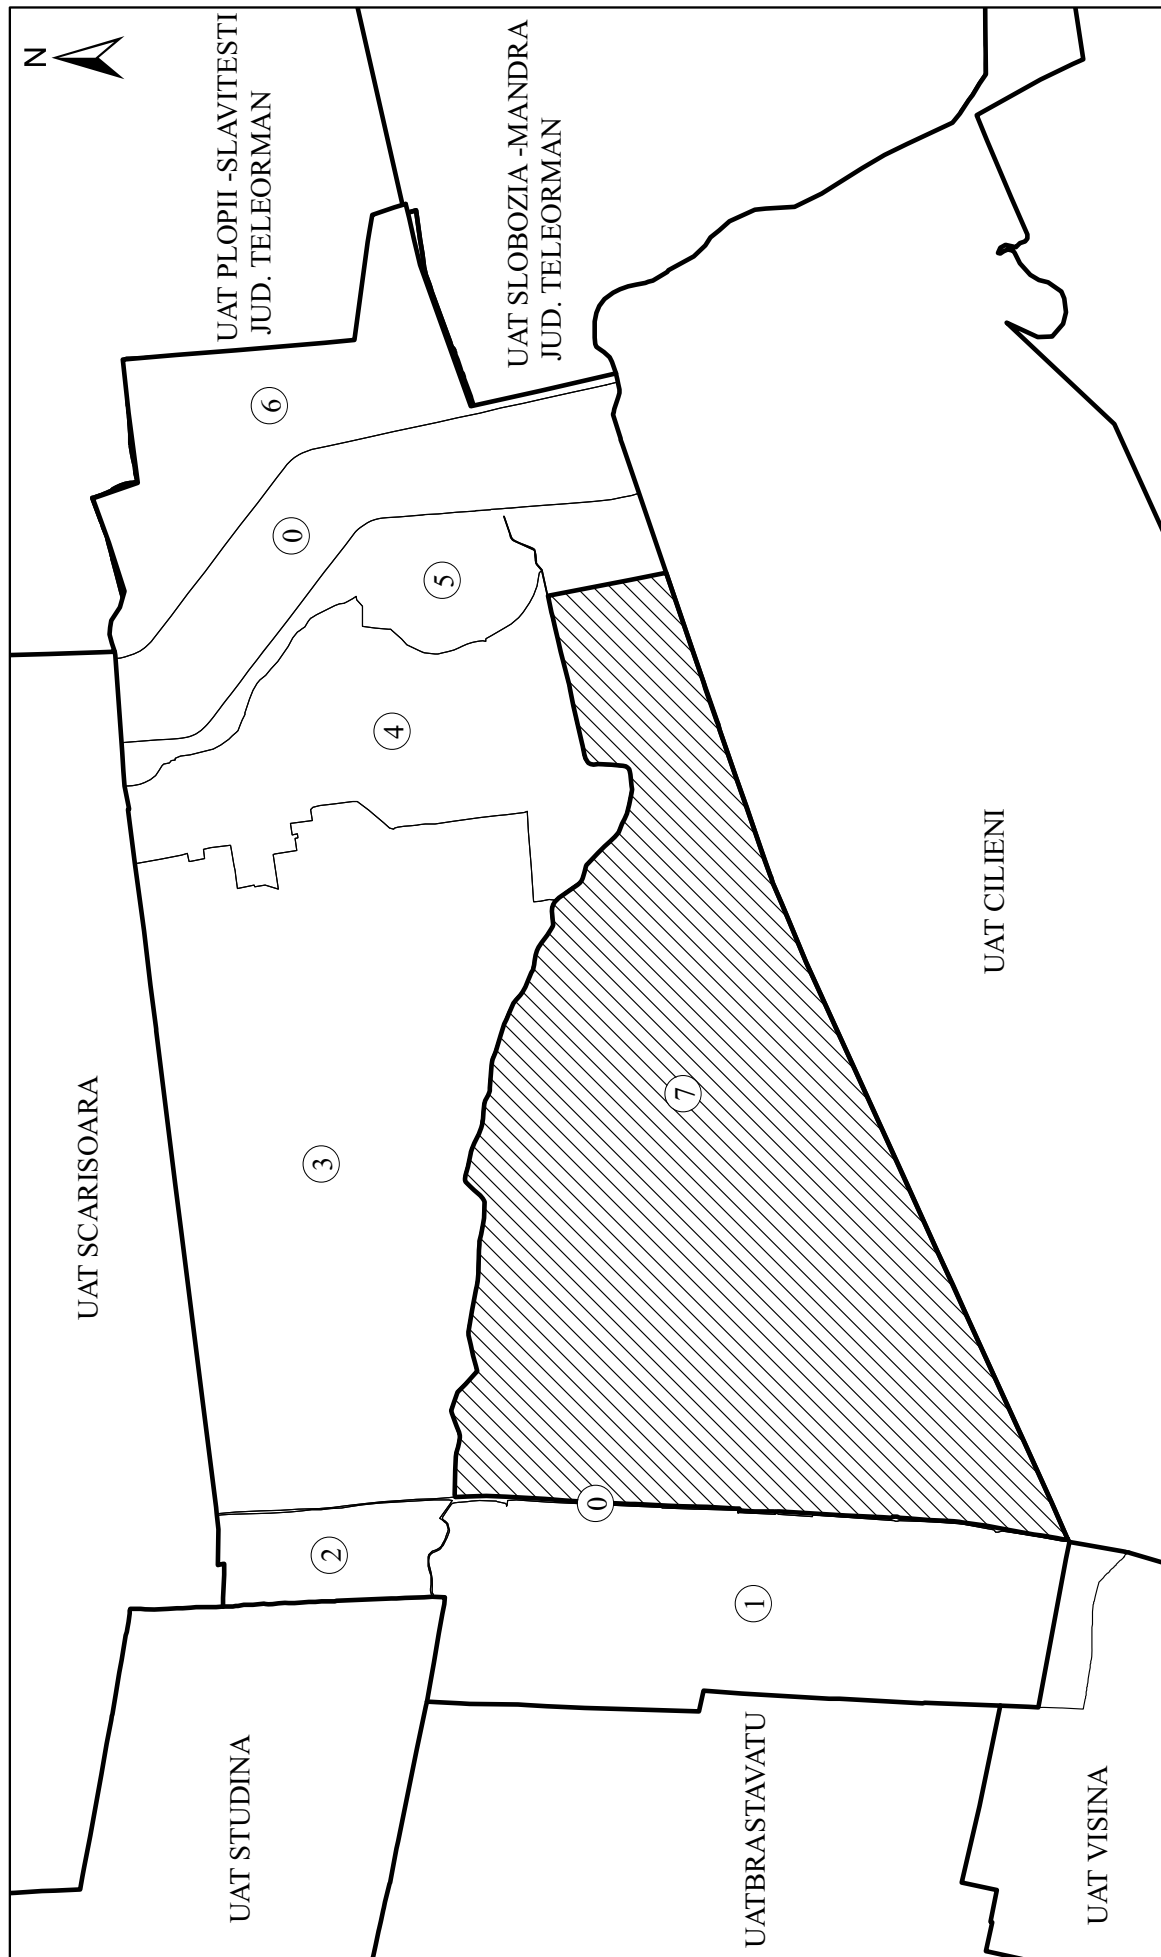 N
UAT PLOPII -SLAVITESTI
JUD. TELEORMAN
UAT SCARISOARA
6
UAT STUDINA
0
UAT SLOBOZIA -MANDRA
JUD. TELEORMAN
2
3
4
5
0
7
1
UATBRASTAVATU
UAT CILIENI
UAT VISINA